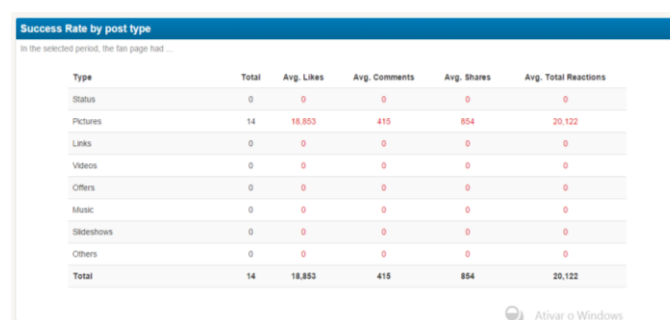 Success Rate by post type
In the selected period, the fan page had ...
Type Total Avg. Likes Avg. Comments Avg. Shares Avg. Total Reactions
Status 0 0 0 0 0
Pictures 14 18,853 415 854 20,122
Links 0 0 0 0 0
Videos 0 0 0 0 0
Offers 0 0 0 0 0
Music 0 0 0 0 0
Slideshows 0 0 0 0 0
Others 0 0 0 0 0
Total 14 18,853 415 854 20,122
Ativar o Windows